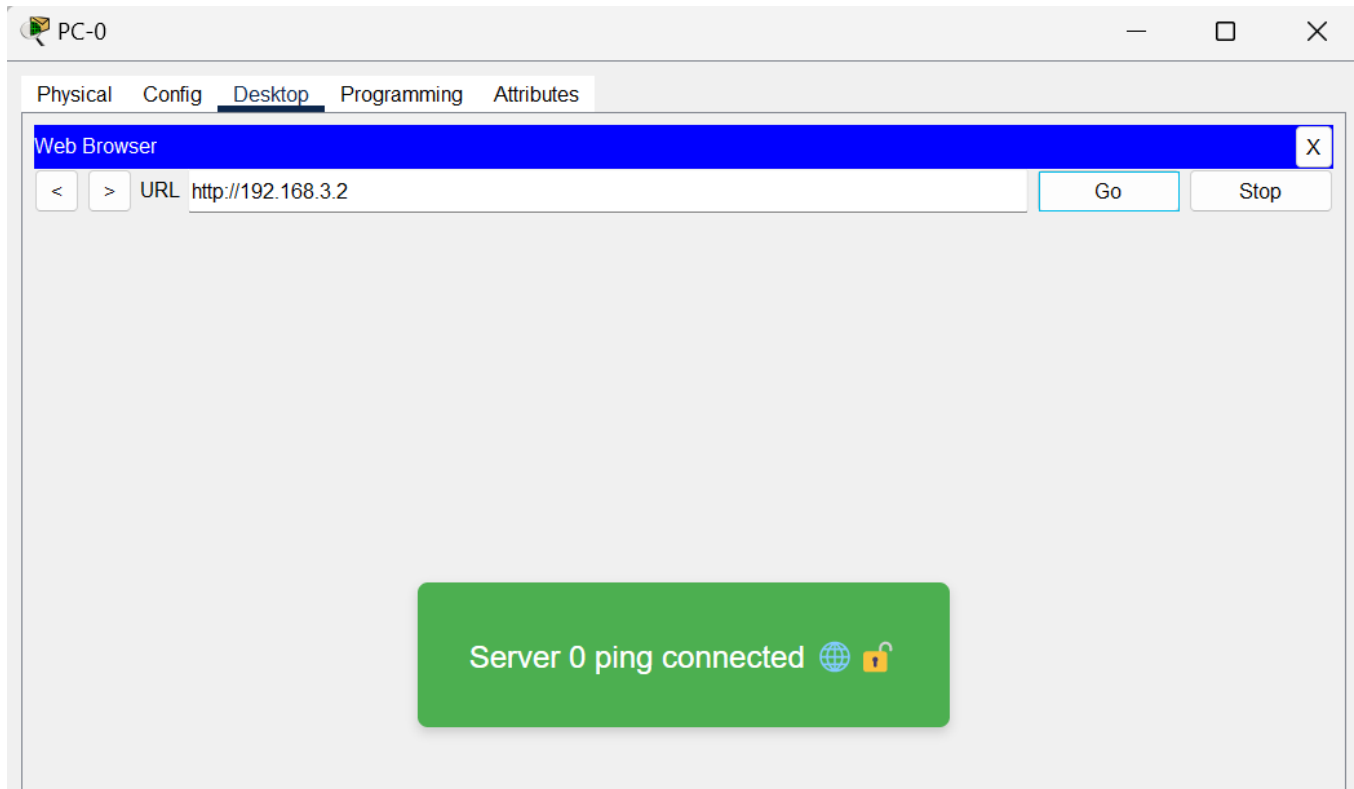 PC-0
Physical Config Desktop Programming Attributes
Web Browser X
< > URL http://192.168.3.2 Go Stop
Server 0 ping connected 🌐 🔓